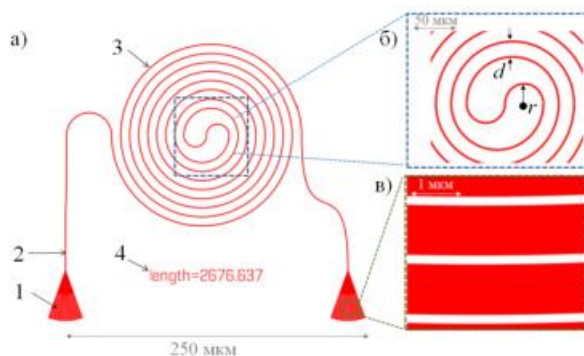 а)
3
2
4
length=2676.637
1
250 мкм
б)
50 мкм
d
r
в)
1 мкм